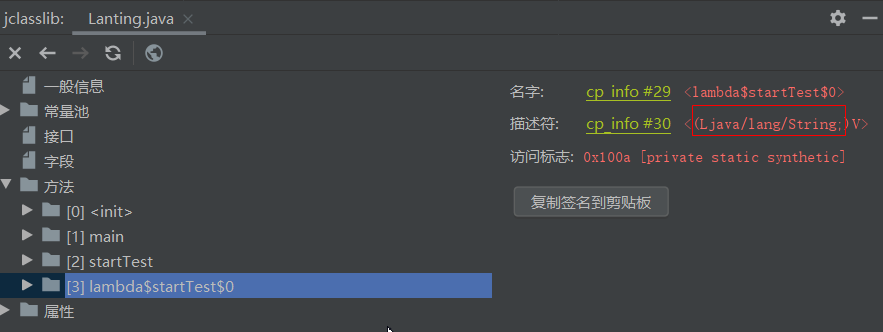 jclasslib: Lanting.java
一般信息
常量池
接口
字段
方法
[0] <init>
[1] main
[2] startTest
[3] lambda$startTest$0
属性
名字: cp_info #29 <lambda$startTest$0>
描述符: cp_info #30 <(Ljava/lang/String;)V>
访问标志: 0x100a [private static synthetic]
复制签名到剪贴板